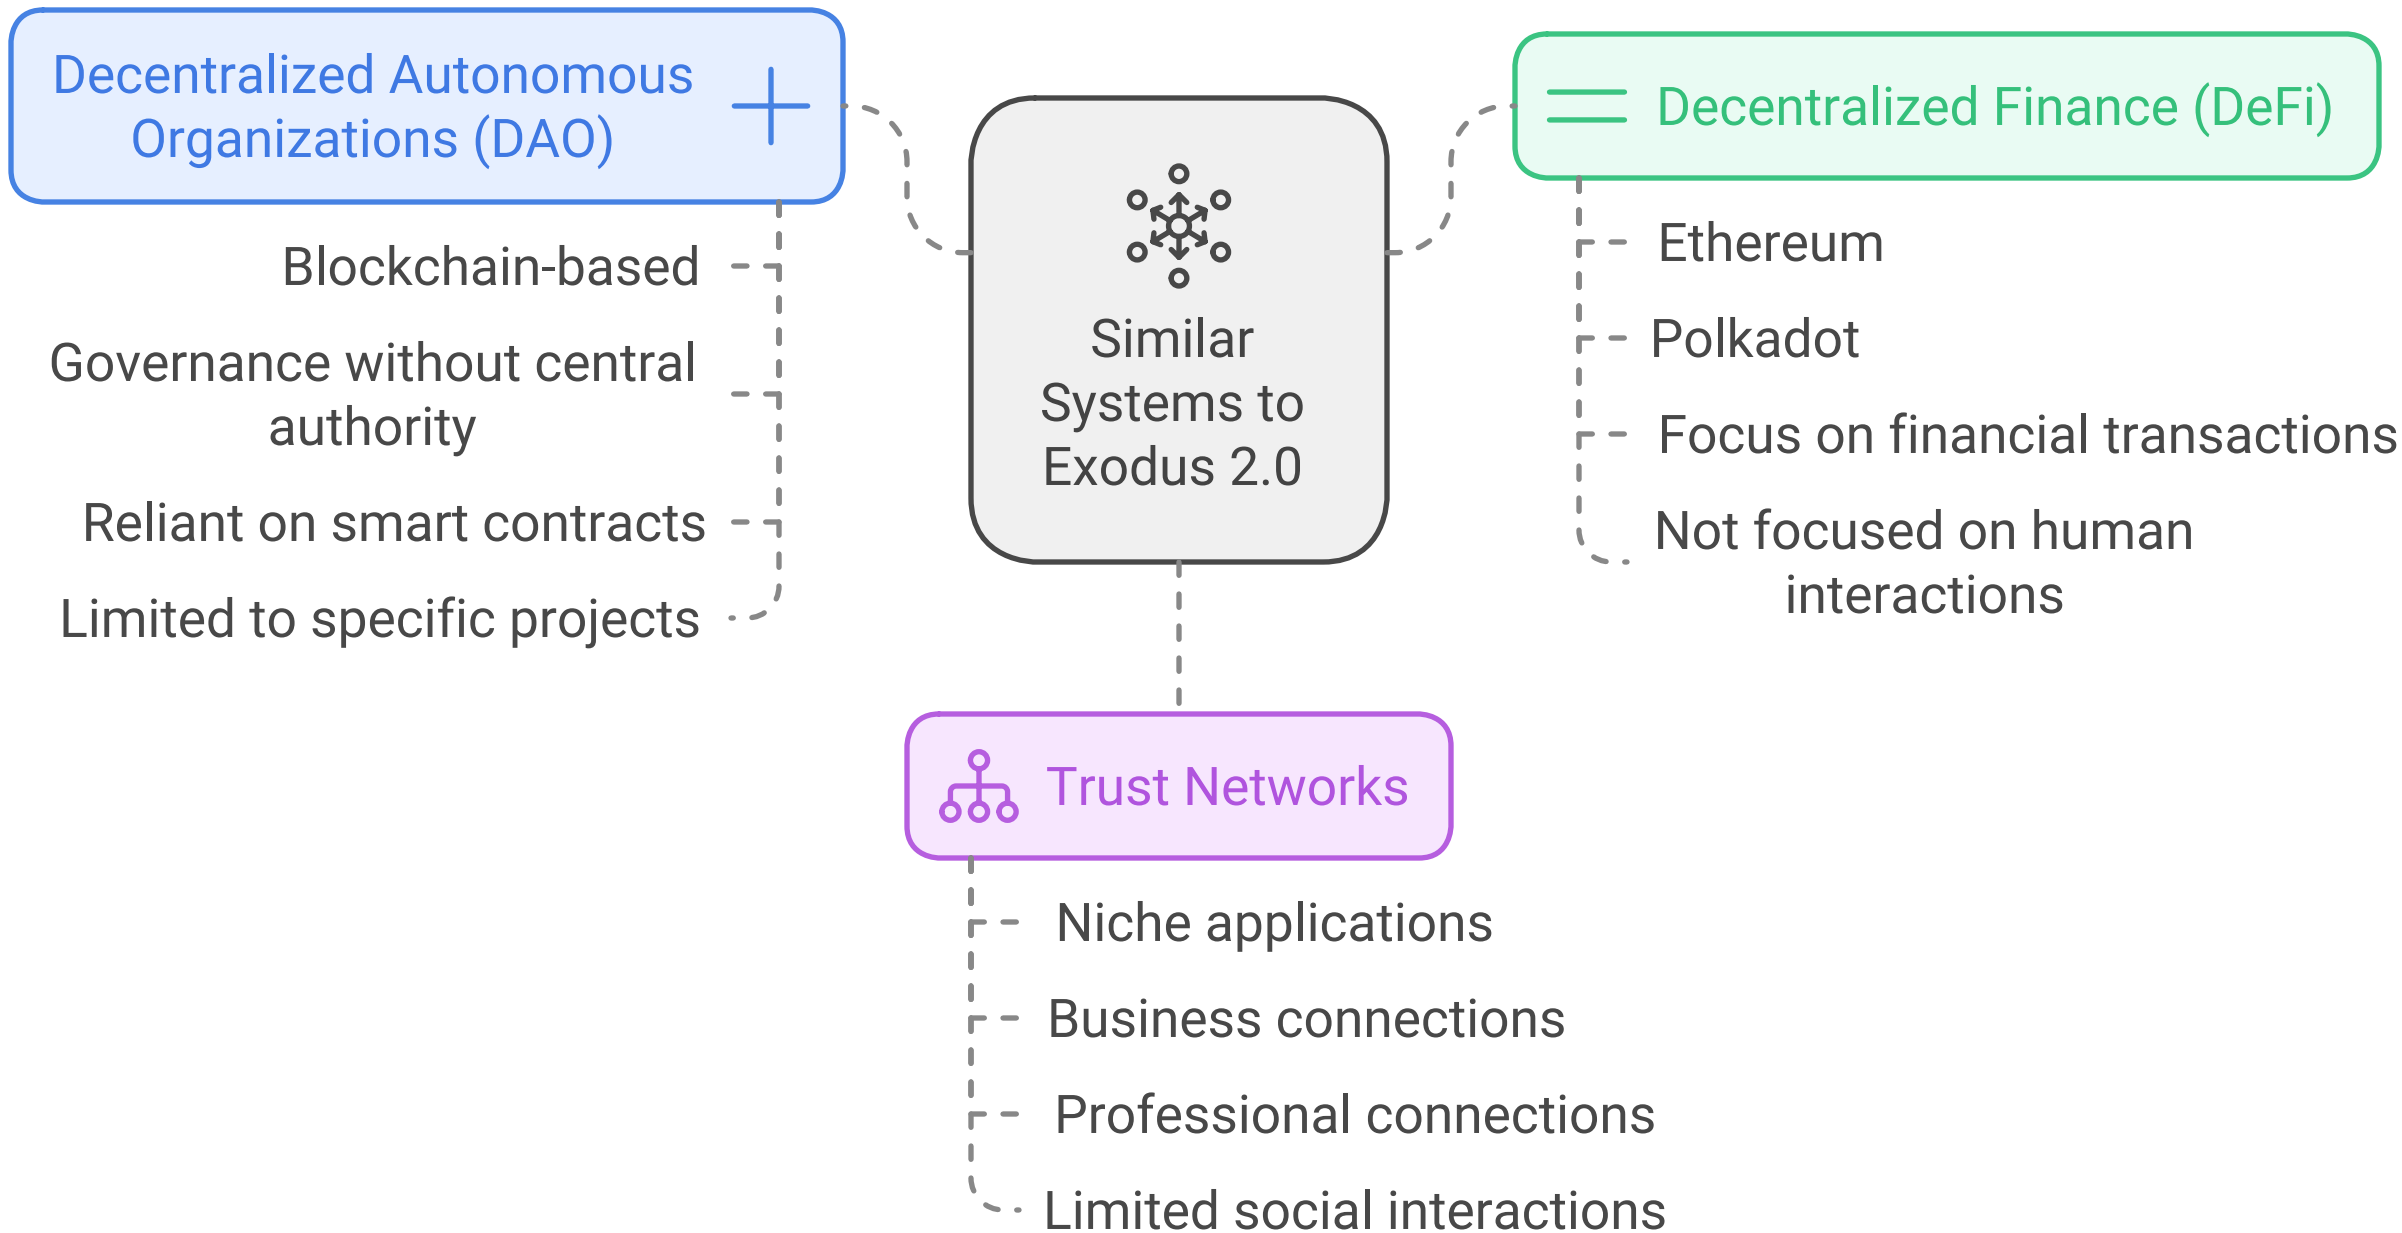 Decentralized Autonomous
Organizations (DAO)
Blockchain-based
Governance without central
authority
Reliant on smart contracts
Limited to specific projects
Similar
Systems to
Exodus 2.0
Decentralized Finance (DeFi)
Ethereum
Polkadot
Focus on financial transactions
Not focused on human
interactions
Trust Networks
Niche applications
Business connections
Professional connections
Limited social interactions